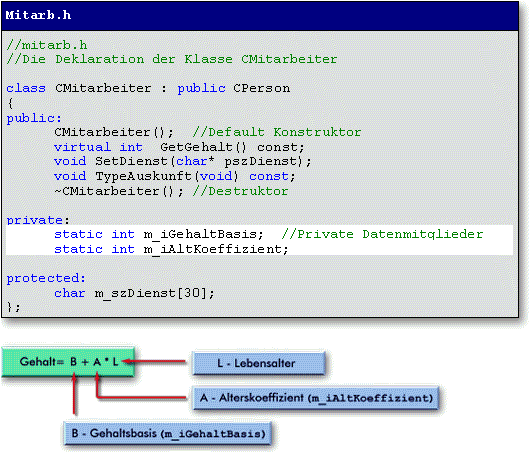 Mitarb.h
//mitarb.h
//Die Deklaration der Klasse CMitarbeiter
class CMitarbeiter : public CPerson
{
public:
CMitarbeiter(); //Default Konstruktor
virtual int GetGehalt() const;
void SetDienst(char* pszDienst);
void TypeAuskunft(void) const;
~CMitarbeiter(); //Destruktor
private:
static int m_iGehaltBasis; //Private Datenmitglieder
static int m_iAltKoeffizient;
protected:
char m_szDienst[30];
};
Gehalt= B + A * L
L - Lebensalter
A - Alterskoeffizient (m_iAltKoeffizient)
B - Gehaltsbasis (m_iGehaltBasis)